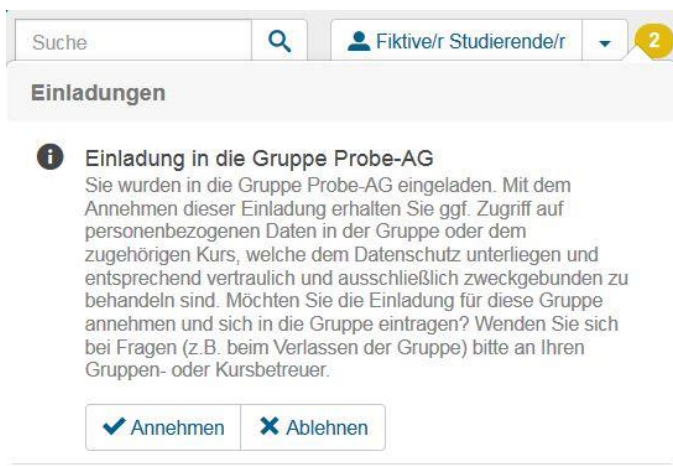 Suche Fiktive/r Studierende/r 2
Einladungen
Einladung in die Gruppe Probe-AG
Sie wurden in die Gruppe Probe-AG eingeladen. Mit dem
Annehmen dieser Einladung erhalten Sie ggf. Zugriff auf
personenbezogenen Daten in der Gruppe oder dem
zugehörigen Kurs, welche dem Datenschutz unterliegen und
entsprechend vertraulich und ausschließlich zweckgebunden zu
behandeln sind. Möchten Sie die Einladung für diese Gruppe
annehmen und sich in die Gruppe eintragen? Wenden Sie sich
bei Fragen (z.B. beim Verlassen der Gruppe) bitte an Ihren
Gruppen- oder Kursbetreuer.
Annehmen Ablehnen